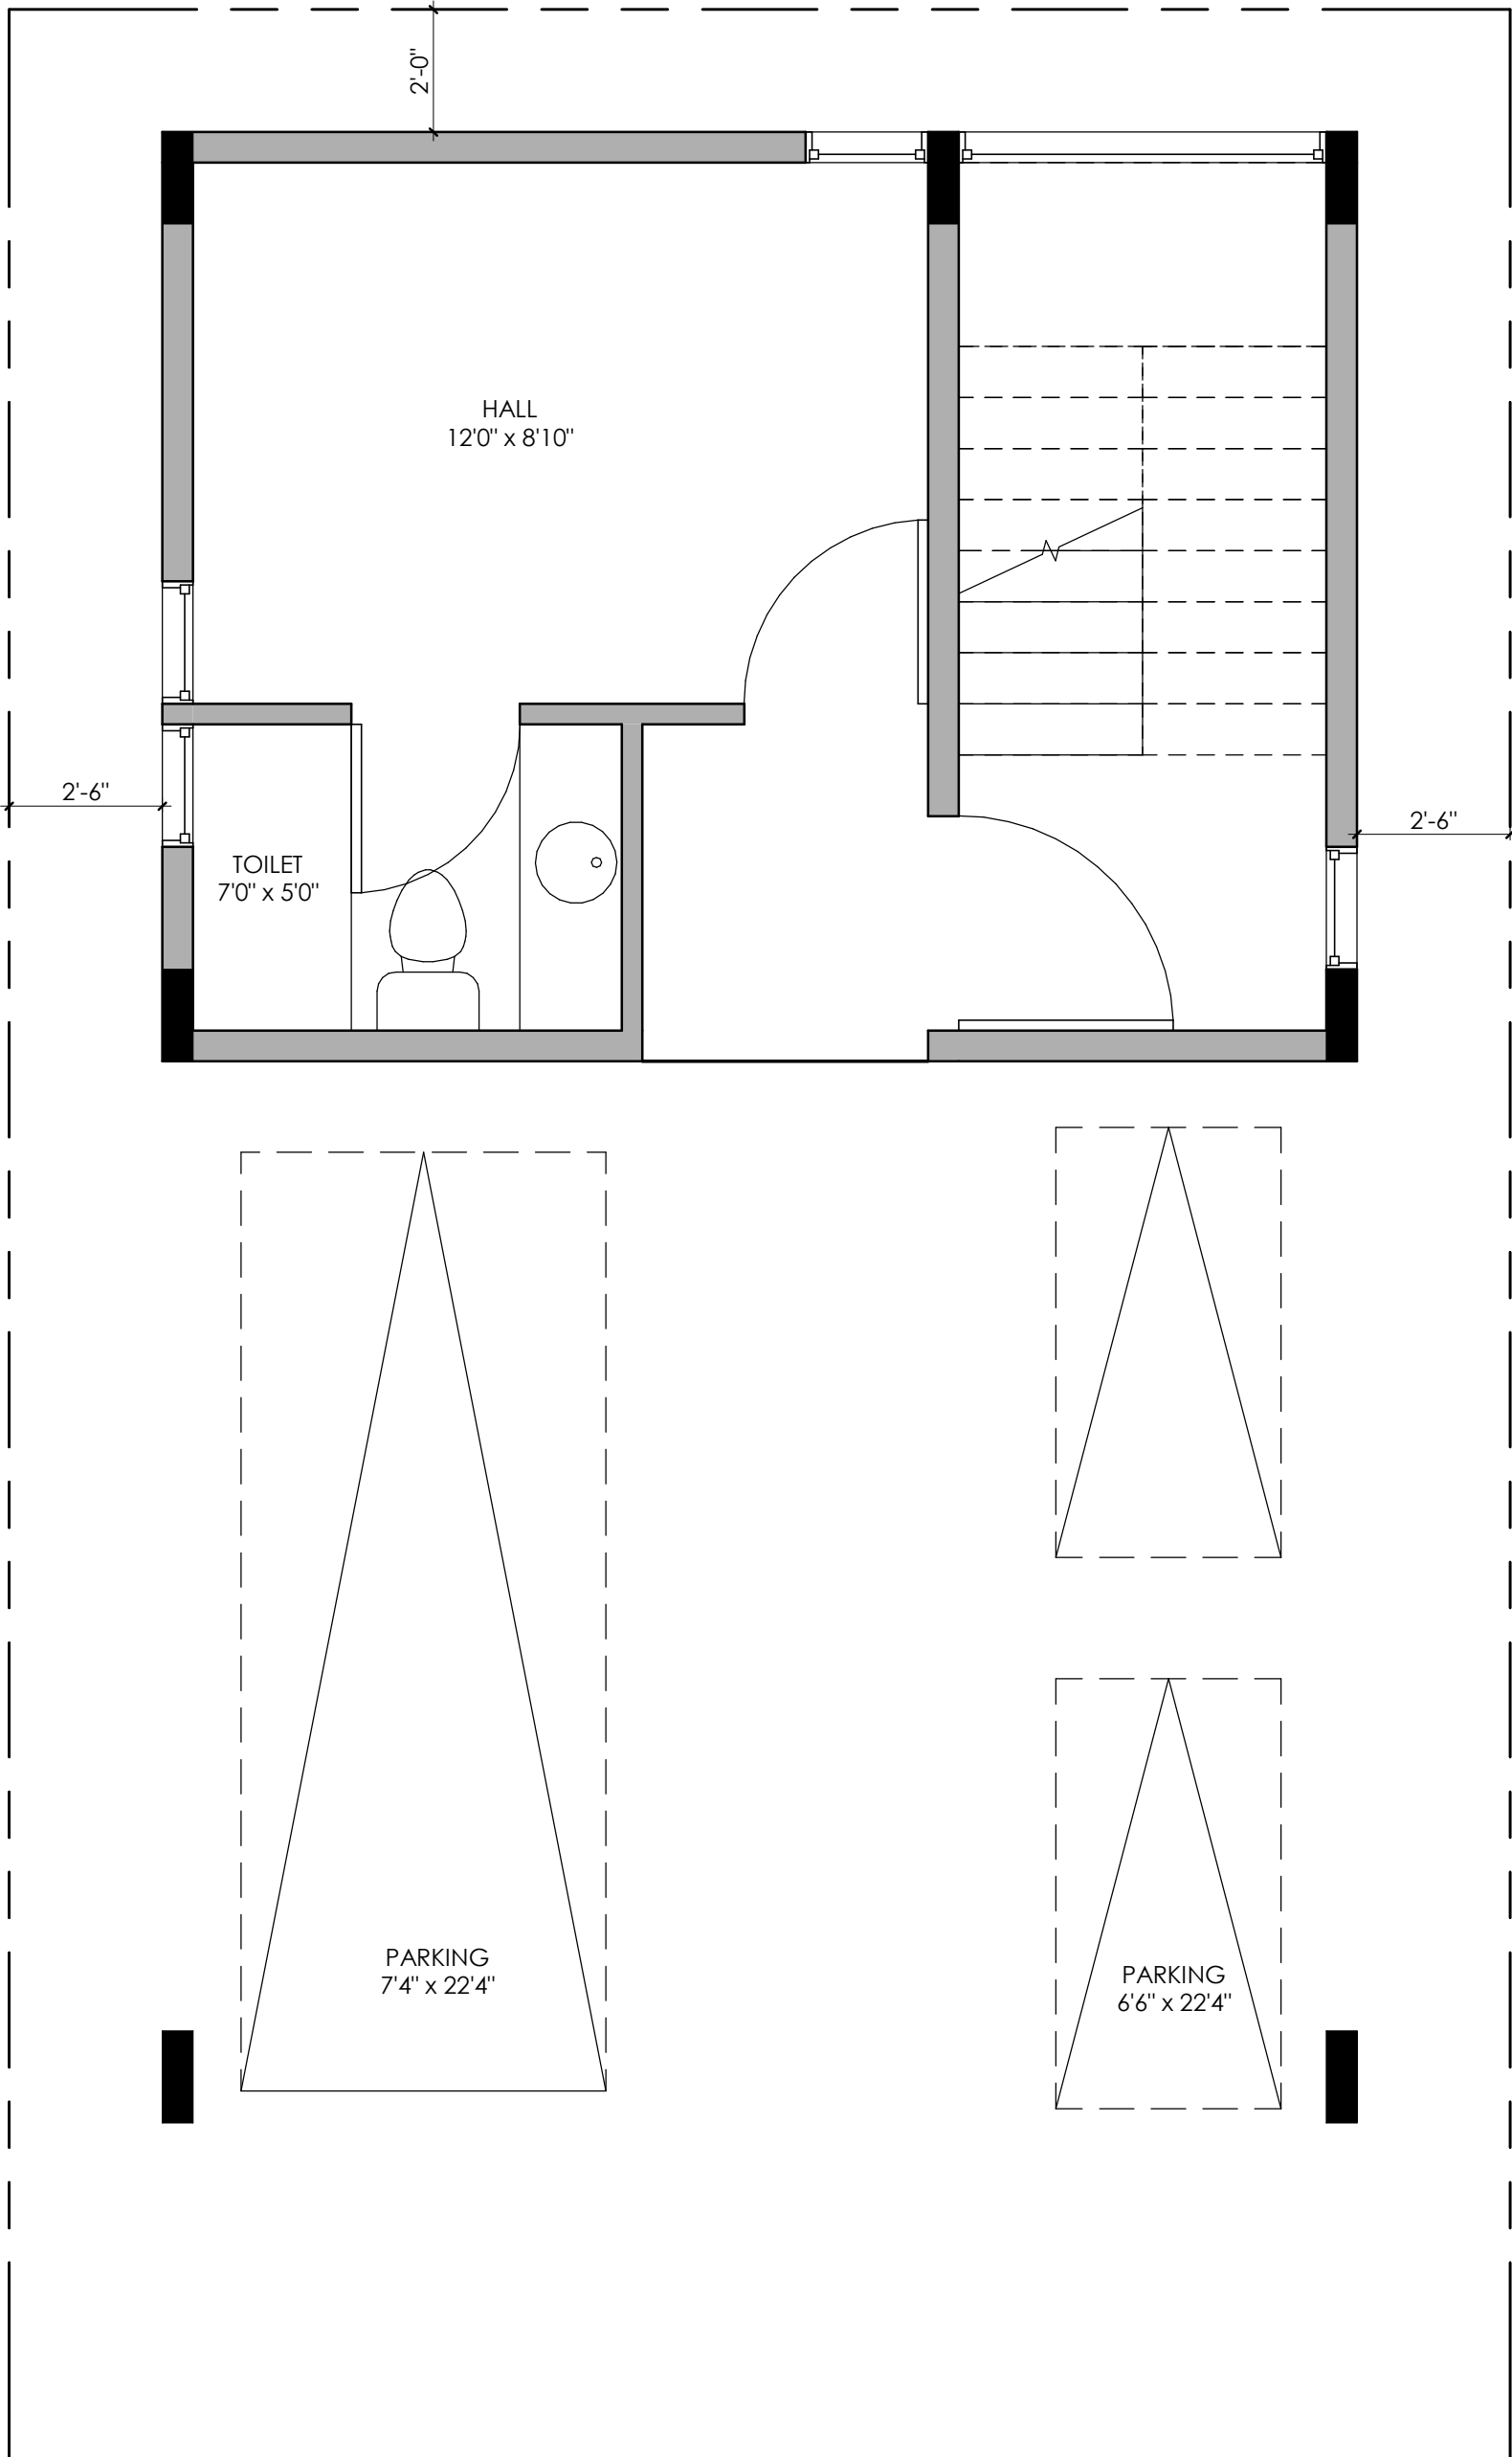 2'-0"
HALL
12'0" x 8'10"
2'-6"
2'-6"
TOILET
7'0" x 5'0"
PARKING
7'4" x 22'4"
PARKING
6'6" x 22'4"